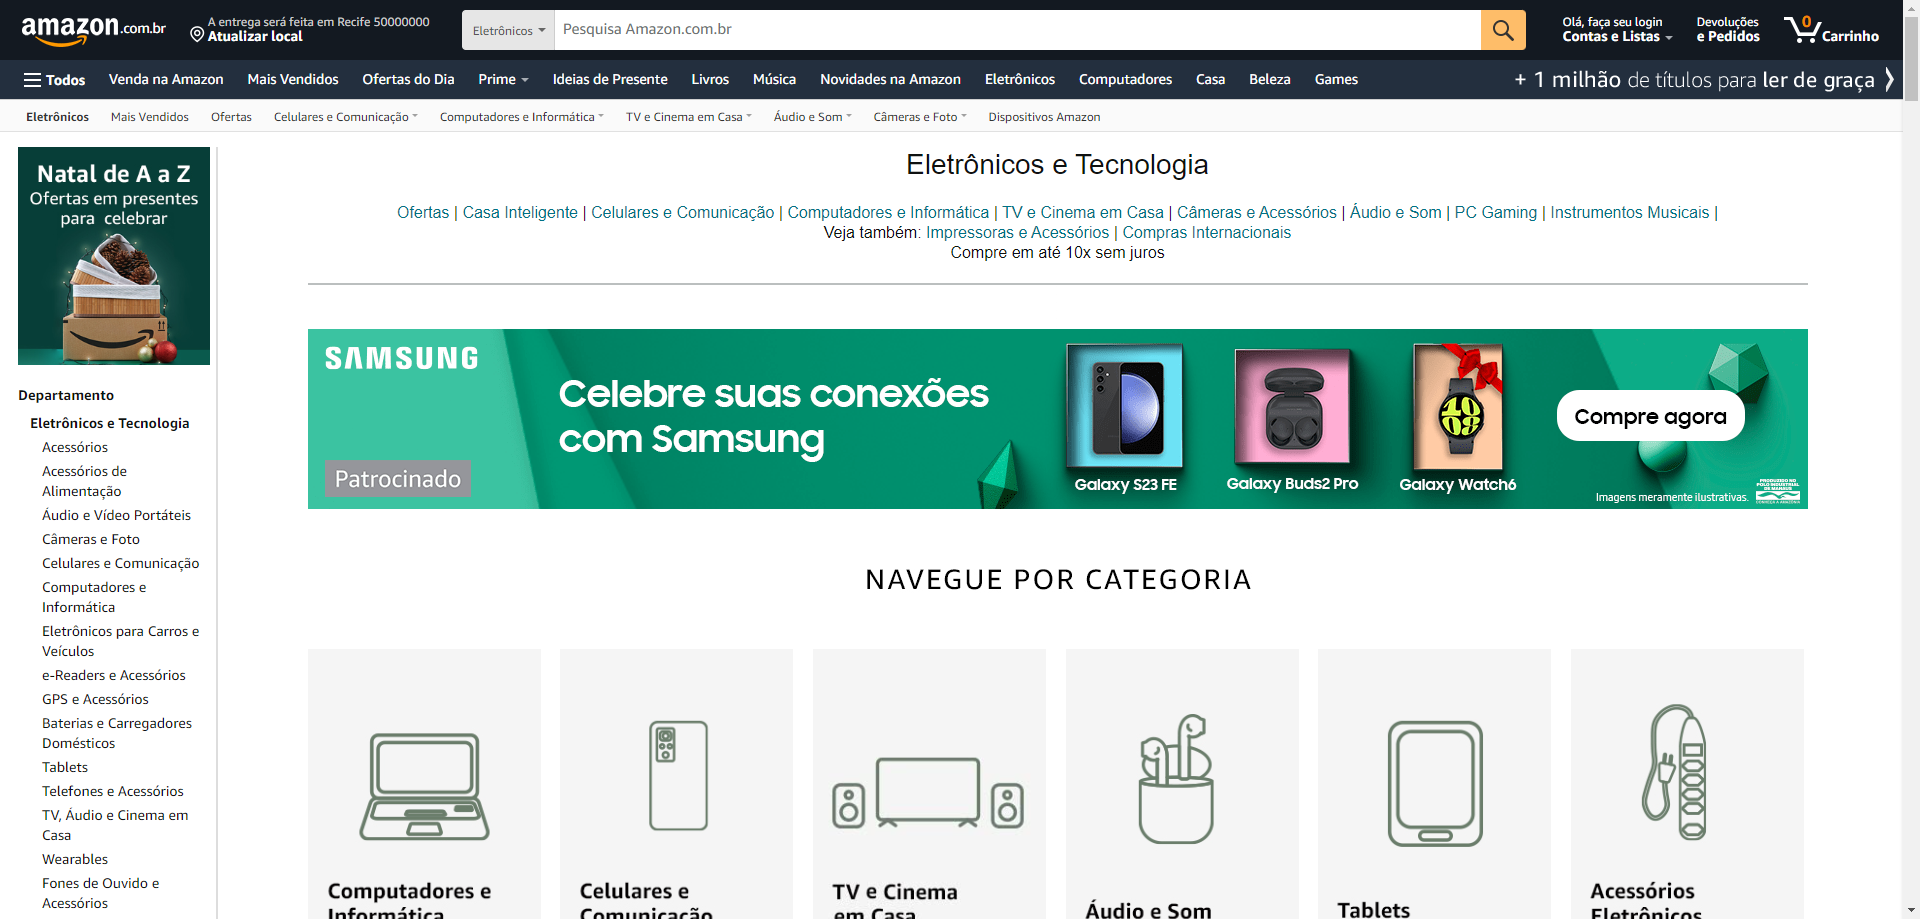 amazon.com.br
A entrega será feita em Recife 50000000
Atualizar local
Eletrônicos
Pesquisa Amazon.com.br
Olá, faça seu login
Contas e Listas
Devoluções
e Pedidos
0
Carrinho
Todos
Venda na Amazon
Mais Vendidos
Ofertas do Dia
Prime
Ideias de Presente
Livros
Música
Novidades na Amazon
Eletrônicos
Computadores
Casa
Beleza
Games
+ 1 milhão de títulos para ler de graça
Eletrônicos
Mais Vendidos
Ofertas
Celulares e Comunicação
Computadores e Informática
TV e Cinema em Casa
Áudio e Som
Câmeras e Foto
Dispositivos Amazon
Natal de A a Z
Ofertas em presentes
para celebrar
Departamento
Eletrônicos e Tecnologia
Acessórios
Acessórios de
Alimentação
Áudio e Vídeo Portáteis
Câmeras e Foto
Celulares e Comunicação
Computadores e
Informática
Eletrônicos para Carros e
Veículos
e-Readers e Acessórios
GPS e Acessórios
Baterias e Carregadores
Domésticos
Tablets
Telefones e Acessórios
TV, Áudio e Cinema em
Casa
Wearables
Fones de Ouvido e
Acessórios
Eletrônicos e Tecnologia
Ofertas | Casa Inteligente | Celulares e Comunicação | Computadores e Informática | TV e Cinema em Casa | Câmeras e Acessórios | Áudio e Som | PC Gaming | Instrumentos Musicais |
Veja também: Impressoras e Acessórios | Compras Internacionais
Compre em até 10x sem juros
SAMSUNG
Celebre suas conexões
com Samsung
Patrocinado
10
09
Galaxy S23 FE
Galaxy Buds2 Pro
Galaxy Watch6
Compre agora
Imagens meramente ilustrativas.
PRODUZIDO NO
POLO INDUSTRIAL
DE MANAUS
CONHEÇA A AMAZÔNIA
NAVEGUE POR CATEGORIA
Computadores e
Informática
Celulares e
Comunicação
TV e Cinema
em Casa
Áudio e Som
Tablets
Acessórios
Eletrônicos